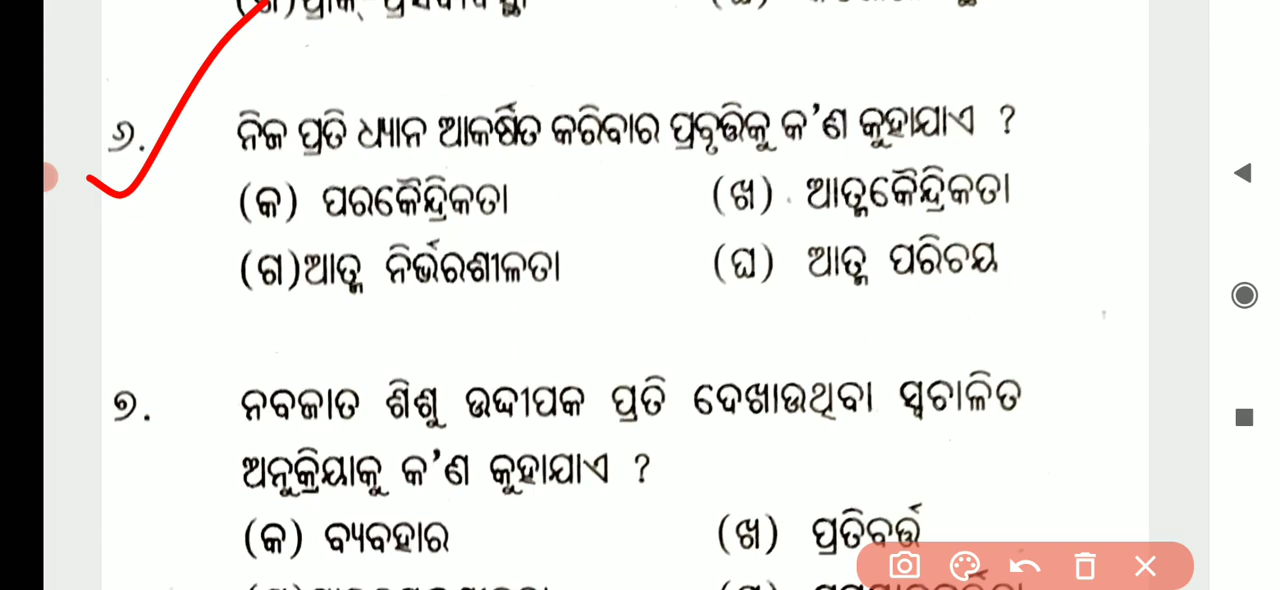 ୬.	ନିଜ ପ୍ରତି ଧ୍ୟାନ ଆକର୍ଷିତ କରିବାର ପ୍ରବୃତ୍ତିକୁ କ’ଣ କୁହାଯାଏ ?
(କ) ପରକୈନ୍ଦ୍ରିକତା	(ଖ) ଆତ୍ମକୈନ୍ଦ୍ରିକତା
(ଗ)ଆତ୍ମ ନିର୍ଭରଶୀଳତା	(ଘ) ଆତ୍ମ ପରିଚୟ
୭.	ନବଜାତ ଶିଶୁ ଉଦ୍ଦୀପକ ପ୍ରତି ଦେଖାଉଥିବା ସ୍ଵଚାଳିତ
ଅନୁକ୍ରିୟାକୁ କ’ଣ କୁହାଯାଏ ?
(କ) ବ୍ୟବହାର	(ଖ) ପ୍ରତିବର୍ତ୍ତ